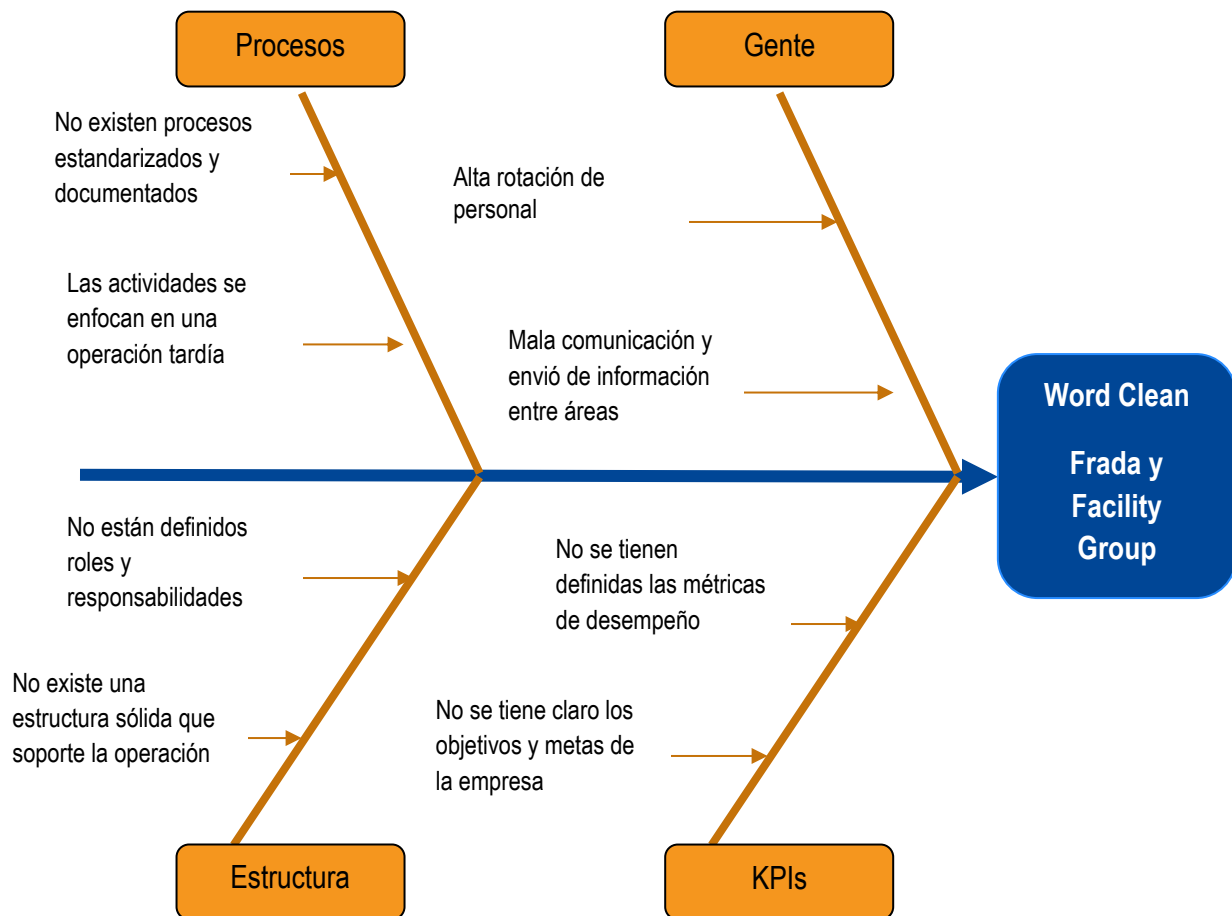 Procesos
Gente
No existen procesos
estandarizados y
documentados
Alta rotación de
personal
Las actividades se
enfocan en una
operación tardía
Mala comunicación y
envió de información
entre áreas
Word Clean
Frada y
Facility
Group
No están definidos
roles y
responsabilidades
No se tienen
definidas las métricas
de desempeño
No existe una
estructura sólida que
soporte la operación
No se tiene claro los
objetivos y metas de
la empresa
Estructura
KPIs